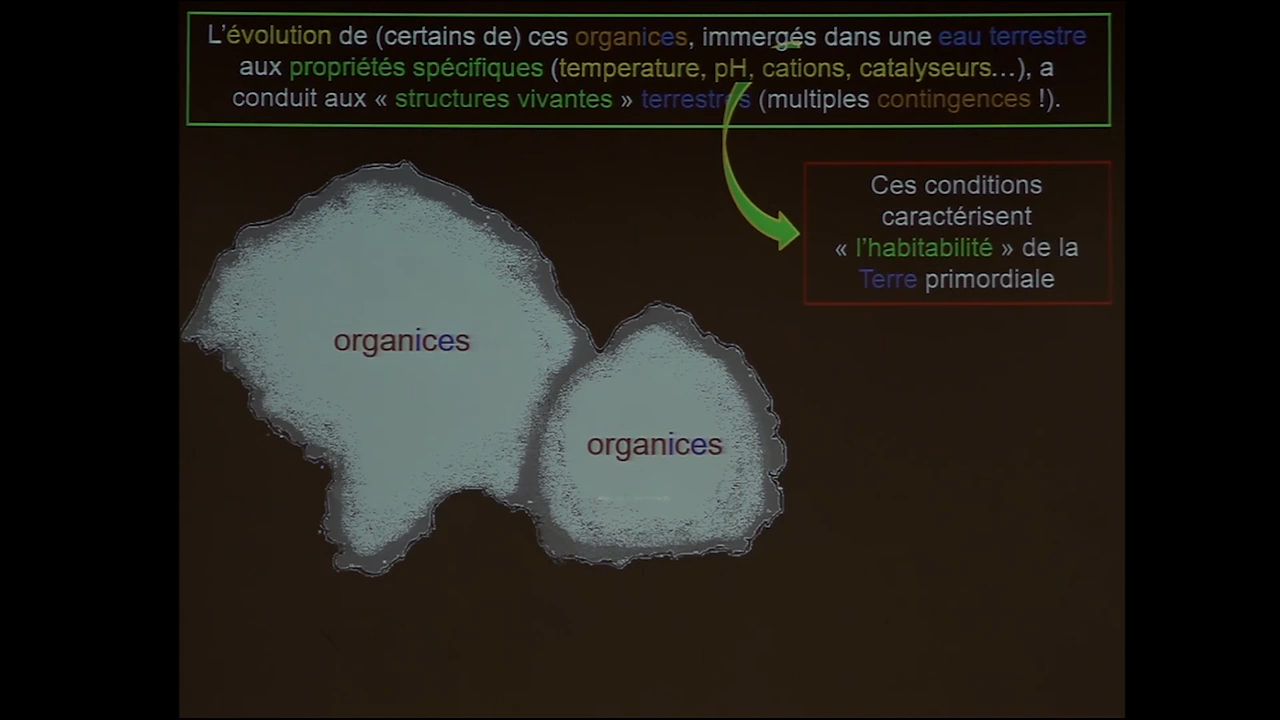 L'évolution de (certains de) ces organices, immergés dans une eau terrestre
aux propriétés spécifiques (temperature, pH, cations, catalyseurs...), a
conduit aux « structures vivantes » terrestres (multiples contingences !).
Ces conditions
caractérisent
« l'habitabilité » de la
Terre primordiale
organices
organices